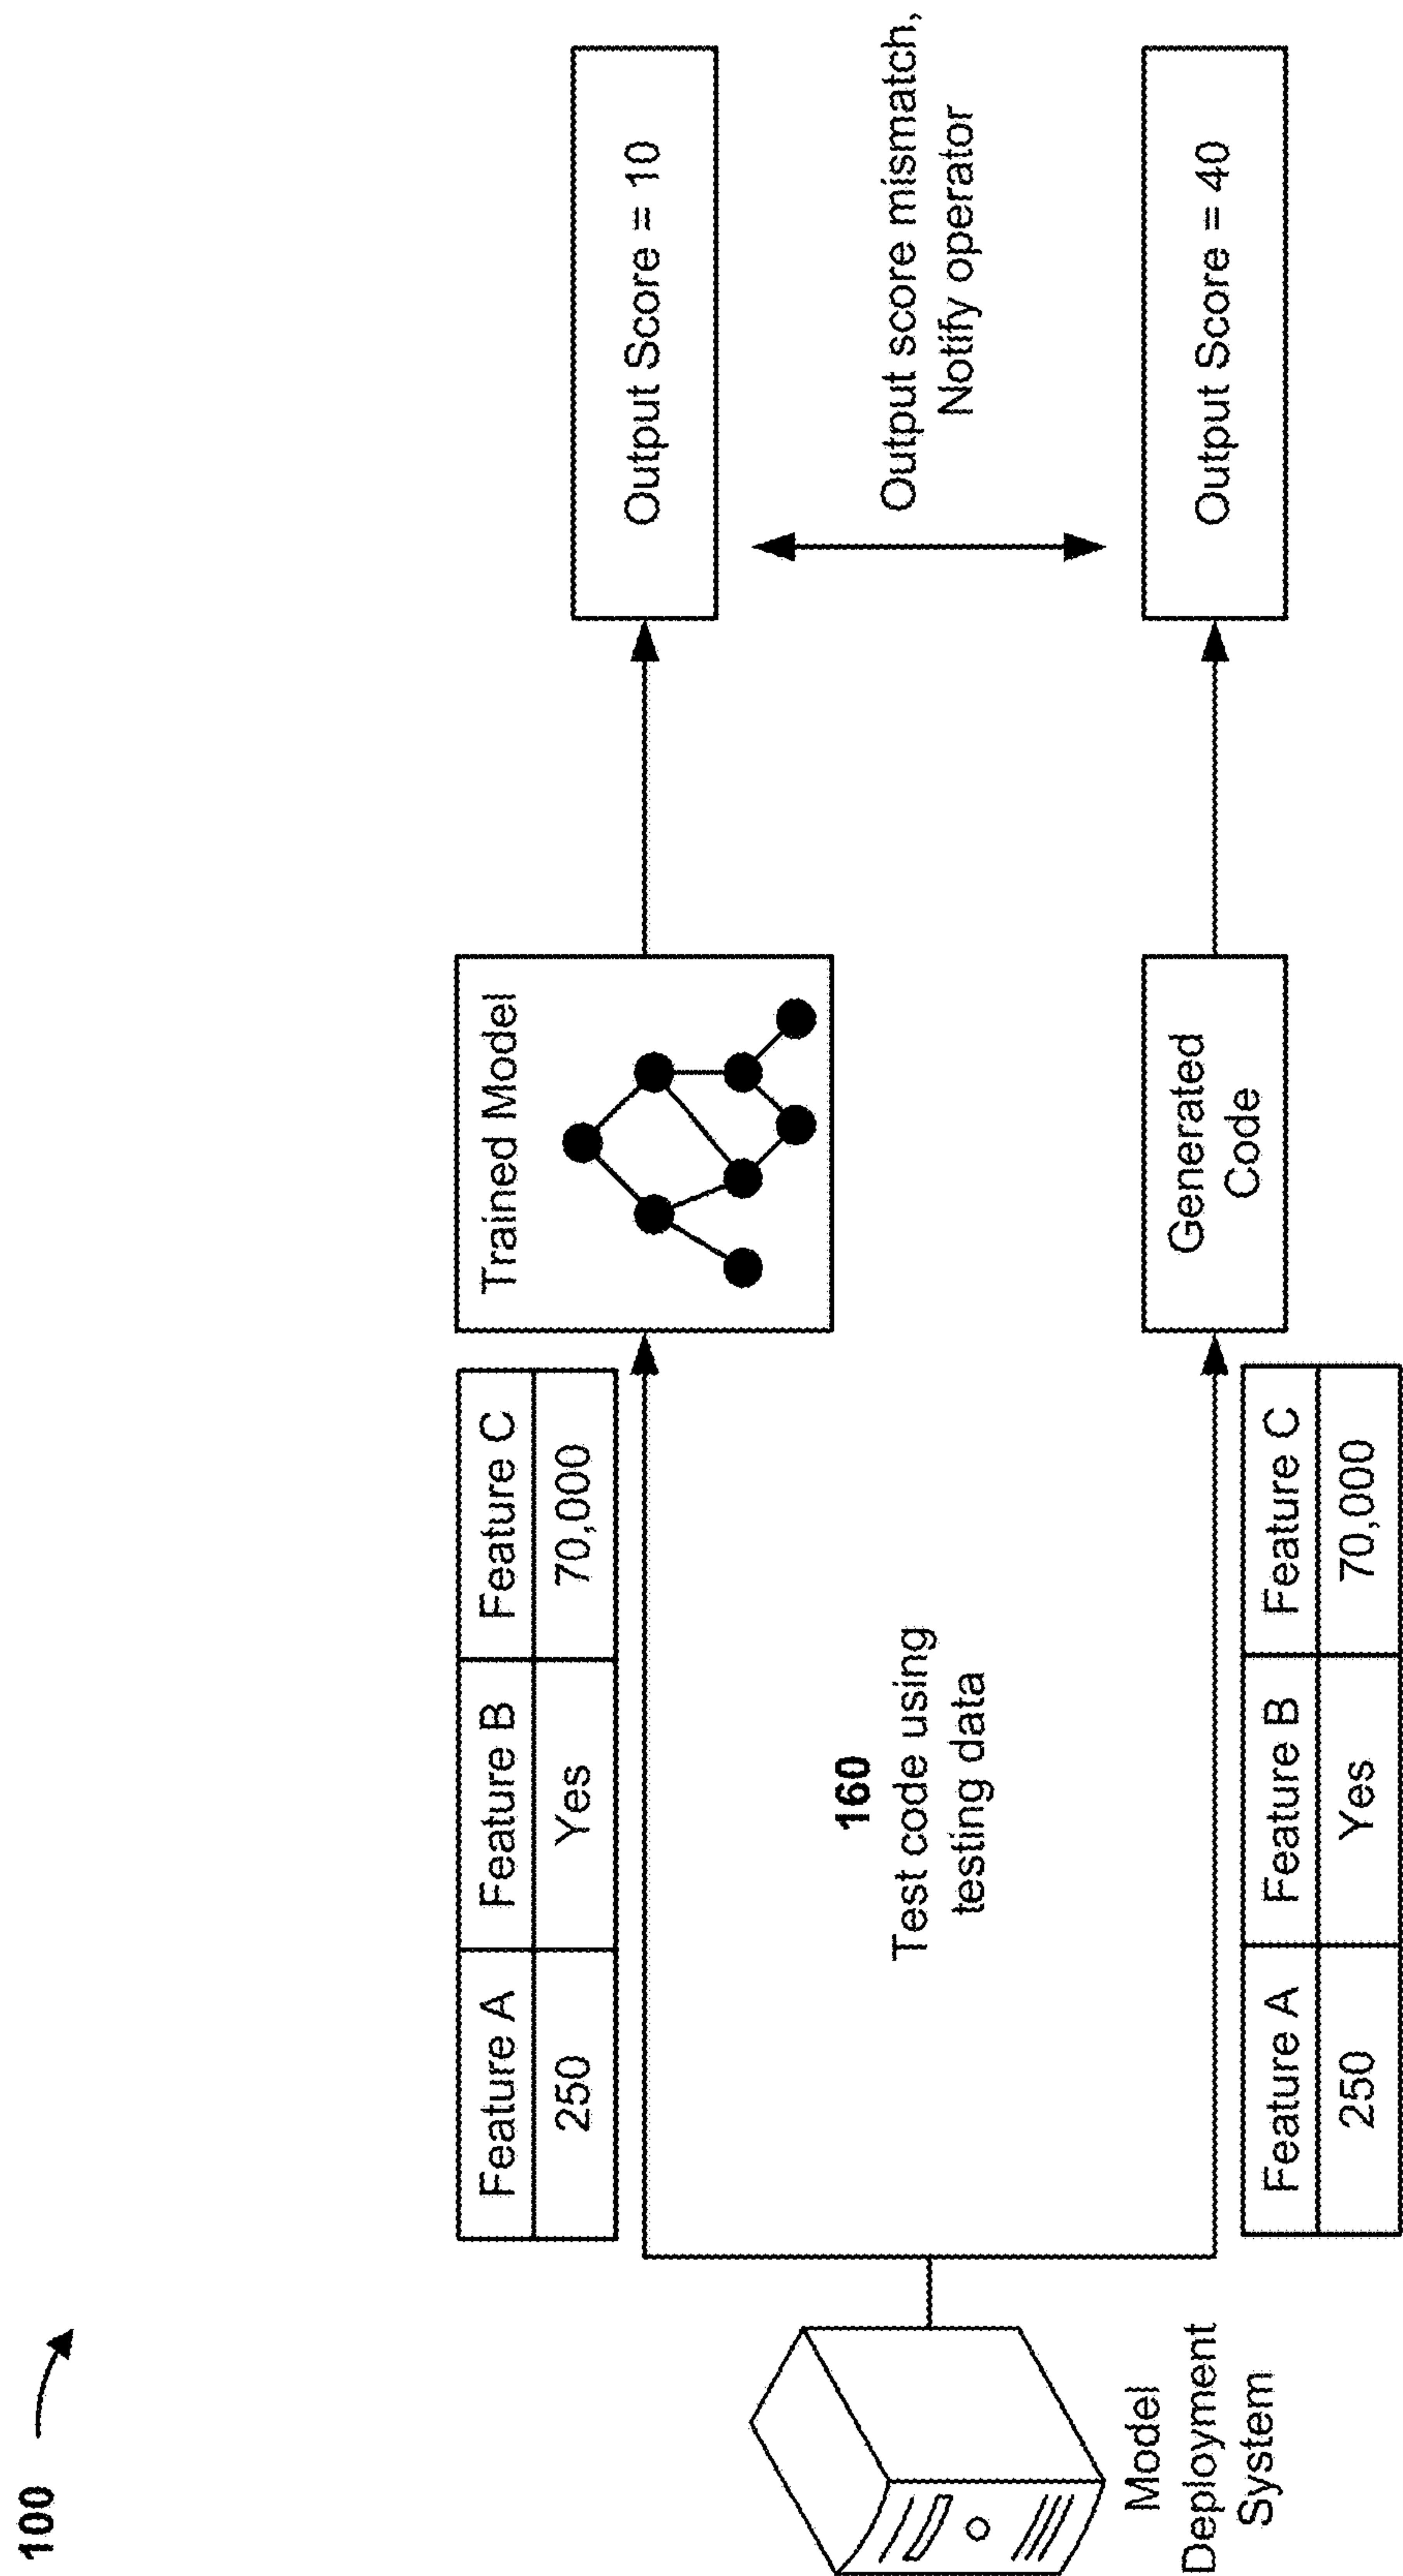 100
Feature A Feature B Feature C
250 Yes 70,000
Trained Model
Output Score = 10
160
Test code using
testing data
Output score mismatch,
Notify operator
Model
Deployment
System
Generated
Code
Output Score = 40
Feature A Feature B Feature C
250 Yes 70,000